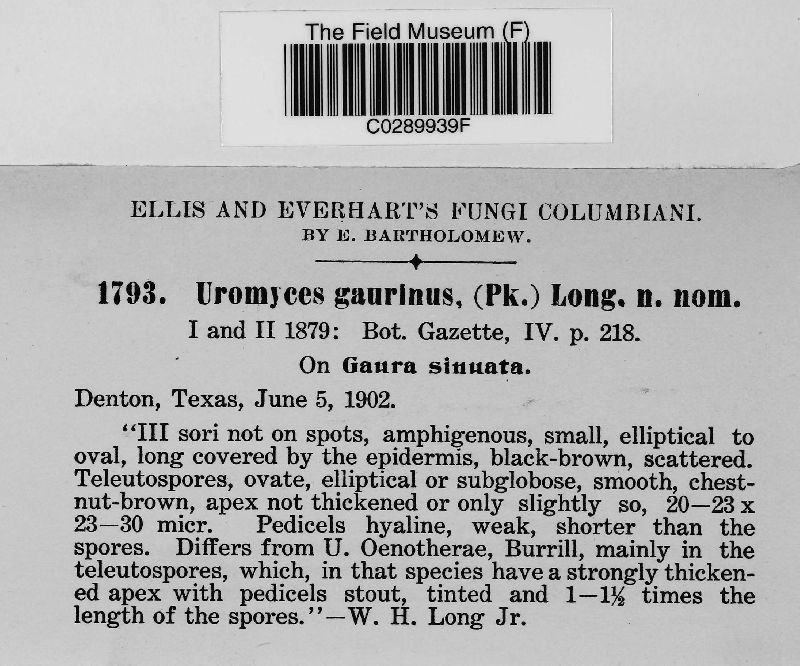 The Field Museum (F)
C0289939F
ELLIS AND EVERHART'S FUNGI COLUMBIANI.
BY E. BARTHOLOMEW.
1793. Uromyces gaurinus, (Pk.) Long. n. nom.
I and II 1879: Bot. Gazette, IV. p. 218.
On Gaura sinuata.
Denton, Texas, June 5, 1902.
"III sori not on spots, amphigenous, small, elliptical to
oval, long covered by the epidermis, black-brown, scattered.
Teleutospores, ovate, elliptical or subglobose, smooth, chest-
nut-brown, apex not thickened or only slightly so, 20—23 x
23—30 micr. Pedicels hyaline, weak, shorter than the
spores. Differs from U. Oenotherae, Burrill, mainly in the
teleutospores, which, in that species have a strongly thicken-
ed apex with pedicels stout, tinted and 1—1½ times the
length of the spores."—W. H. Long Jr.